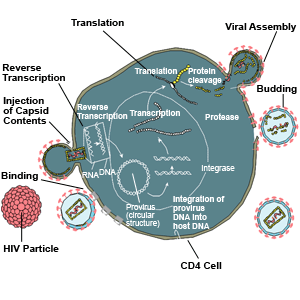 Translation
Viral Assembly
Reverse
Transcription
Translation
Protein
cleavage
Budding
Injection
of Capsid
Contents
Reverse
Transcription
Transcription
Protease
Binding
RNA
DNA
Integrase
Provirus
(circular
structure)
Integration of
provirus
DNA into
host DNA
HIV Particle
CD4 Cell